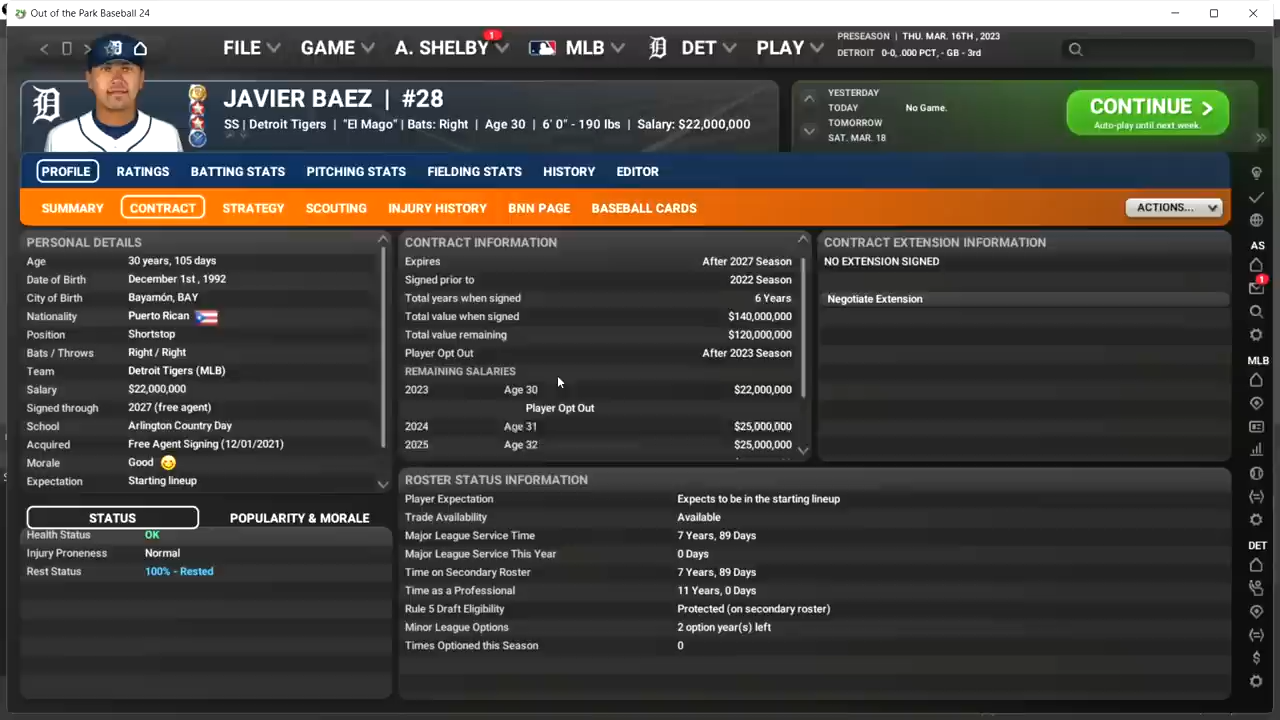 Out of the Park Baseball 24
FILE GAME A. SHELBY 1 MLB DET PLAY
PRESEASON | THU. MAR. 16TH , 2023
DETROIT 0-0, .000 PCT, - GB - 3rd
JAVIER BAEZ | #28
SS | Detroit Tigers | "El Mago" | Bats: Right | Age 30 | 6' 0" - 190 lbs | Salary: $22,000,000
YESTERDAY
TODAY No Game.
TOMORROW
SAT. MAR. 18
CONTINUE >
Auto-play until next week.
PROFILE RATINGS BATTING STATS PITCHING STATS FIELDING STATS HISTORY EDITOR
SUMMARY CONTRACT STRATEGY SCOUTING INJURY HISTORY BNN PAGE BASEBALL CARDS ACTIONS...
PERSONAL DETAILS
Age 30 years, 105 days
Date of Birth December 1st , 1992
City of Birth Bayamón, BAY
Nationality Puerto Rican
Position Shortstop
Bats / Throws Right / Right
Team Detroit Tigers (MLB)
Salary $22,000,000
Signed through 2027 (free agent)
School Arlington Country Day
Acquired Free Agent Signing (12/01/2021)
Morale Good
Expectation Starting lineup
STATUS POPULARITY & MORALE
Health Status OK
Injury Proneness Normal
Rest Status 100% - Rested
CONTRACT INFORMATION
Expires After 2027 Season
Signed prior to 2022 Season
Total years when signed 6 Years
Total value when signed $140,000,000
Total value remaining $120,000,000
Player Opt Out After 2023 Season
REMAINING SALARIES
2023 Age 30 $22,000,000
Player Opt Out
2024 Age 31 $25,000,000
2025 Age 32 $25,000,000
CONTRACT EXTENSION INFORMATION
NO EXTENSION SIGNED
Negotiate Extension
ROSTER STATUS INFORMATION
Player Expectation Expects to be in the starting lineup
Trade Availability Available
Major League Service Time 7 Years, 89 Days
Major League Service This Year 0 Days
Time on Secondary Roster 7 Years, 89 Days
Time as a Professional 11 Years, 0 Days
Rule 5 Draft Eligibility Protected (on secondary roster)
Minor League Options 2 option year(s) left
Times Optioned this Season 0
AS
1
MLB
DET